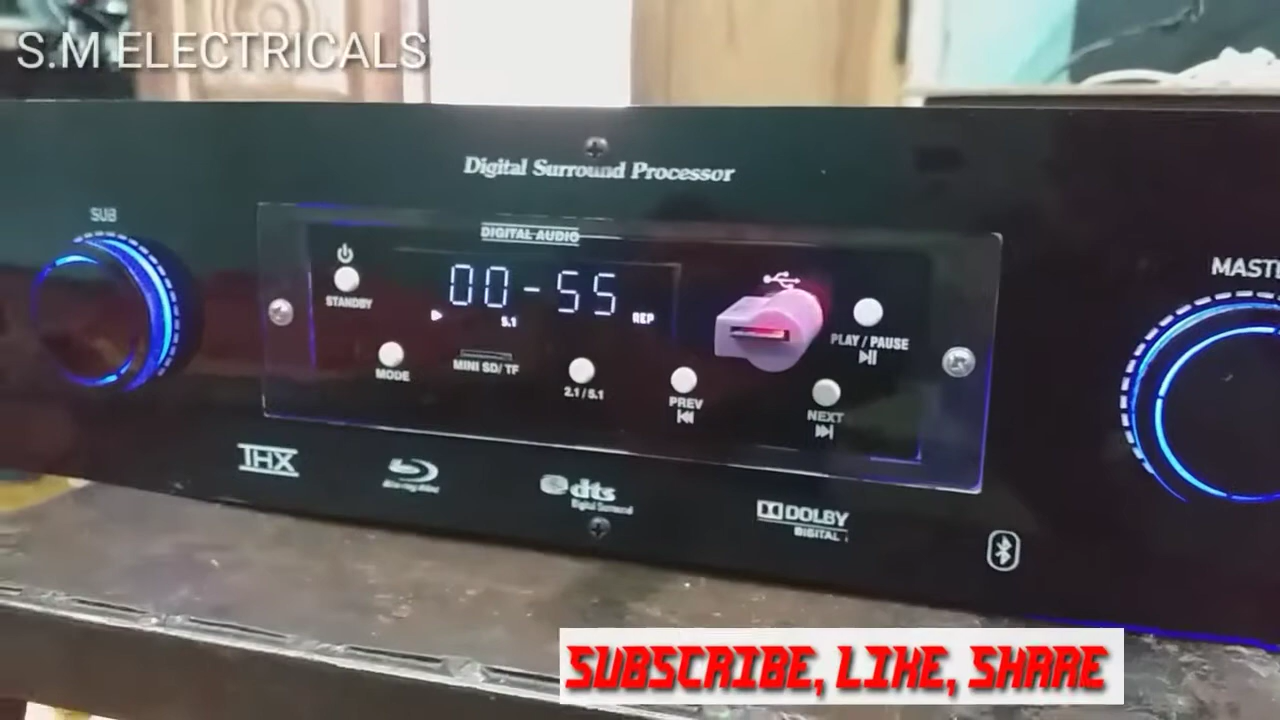 S.M ELECTRICALS
Digital Surround Processor
SUB
DIGITAL AUDIO
STANDBY
00-55
5.1
REP
MODE
MINI SD/ TF
2.1 / 5.1
PREV
PLAY / PAUSE
NEXT
THX
dts
Digital Surround
DOLBY
DIGITAL
SUBSCRIBE, LIKE, SHARE